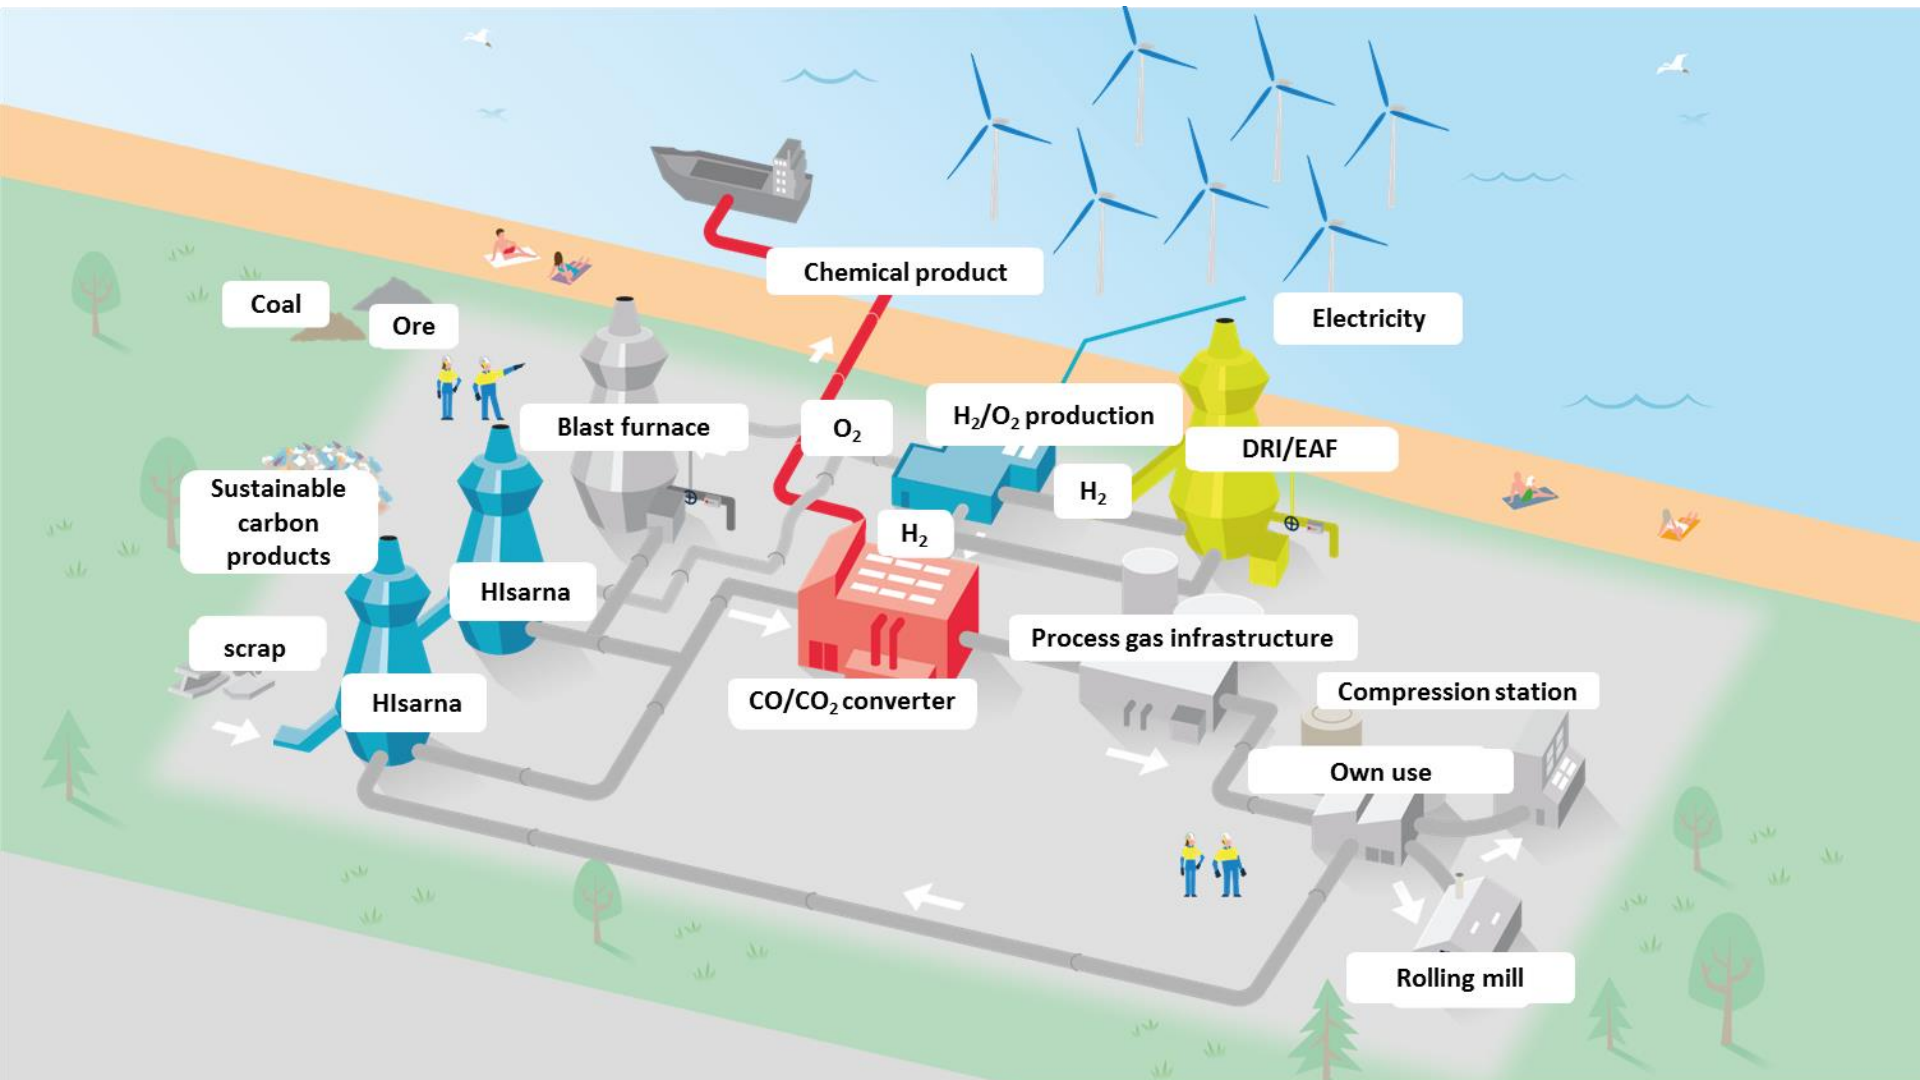 Chemical product
Coal
Ore
Electricity
Blast furnace
O₂
H₂/O₂ production
DRI/EAF
H₂
Sustainable
carbon
products
H₂
HIsarna
scrap
Process gas infrastructure
HIsarna
CO/CO₂ converter
Compression station
Own use
Rolling mill